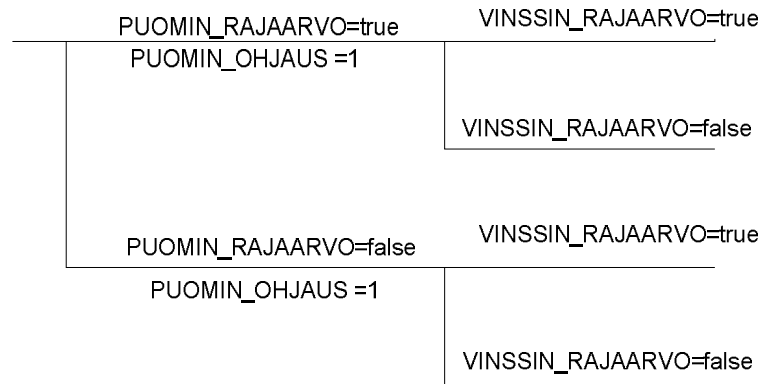 PUOMIN_RAJAARVO=true
VINSSIN_RAJAARVO=true
PUOMIN_OHJAUS =1
VINSSIN_RAJAARVO=false
PUOMIN_RAJAARVO=false
VINSSIN_RAJAARVO=true
PUOMIN_OHJAUS =1
VINSSIN_RAJAARVO=false